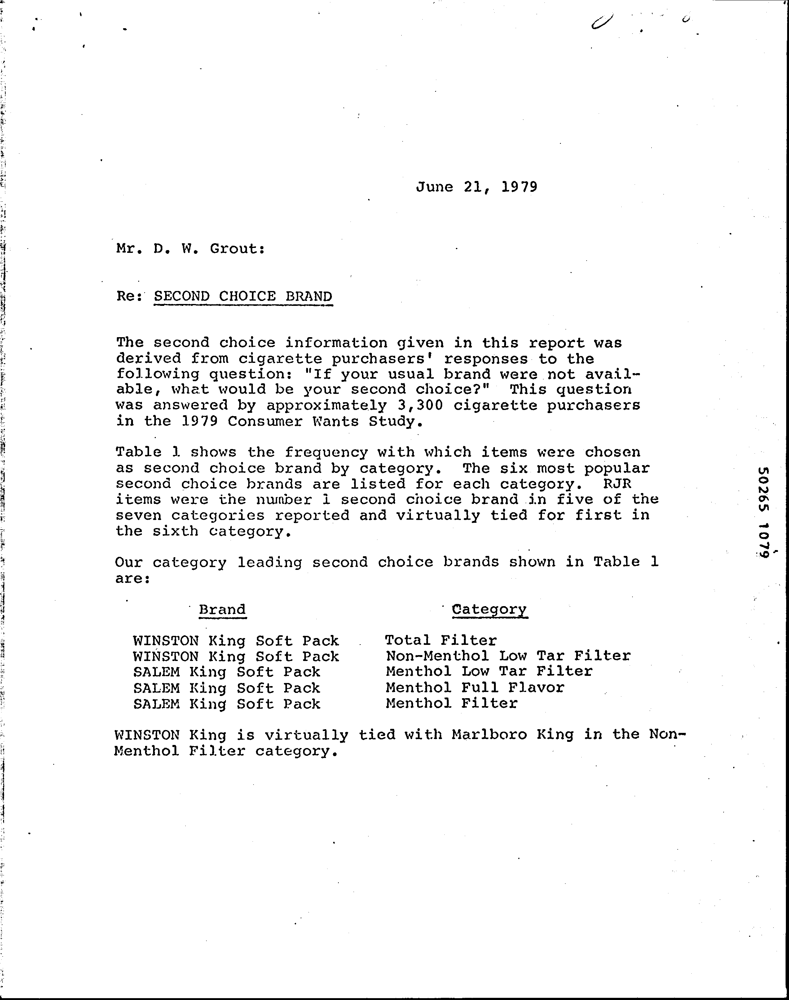 June 21, 1979
Mr. D. W. Grout:
Re: SECOND CHOICE BRAND
The second choice information given in this report was
derived from cigarette purchasers' responses to the
following question: "If your usual brand were not avail-
able, what would be your second choice?" This question
was answered by approximately 3,300 cigarette purchasers
in the 1979 Consumer Wants Study.
Table 1 shows the frequency with which items were chosen
as second choice brand by category. The six most popular
second choice brands are listed for each category. RJR
items were the number 1 second choice brand in five of the
seven categories reported and virtually tied for first in
the sixth category.
Our category leading second choice brands shown in Table 1
are:
Brand Category
WINSTON King Soft Pack Total Filter
WINSTON King Soft Pack Non-Menthol Low Tar Filter
SALEM King Soft Pack Menthol Low Tar Filter
SALEM King Soft Pack Menthol Full Flavor
SALEM King Soft Pack Menthol Filter
WINSTON King is virtually tied with Marlboro King in the Non-
Menthol Filter category.
50265 1079